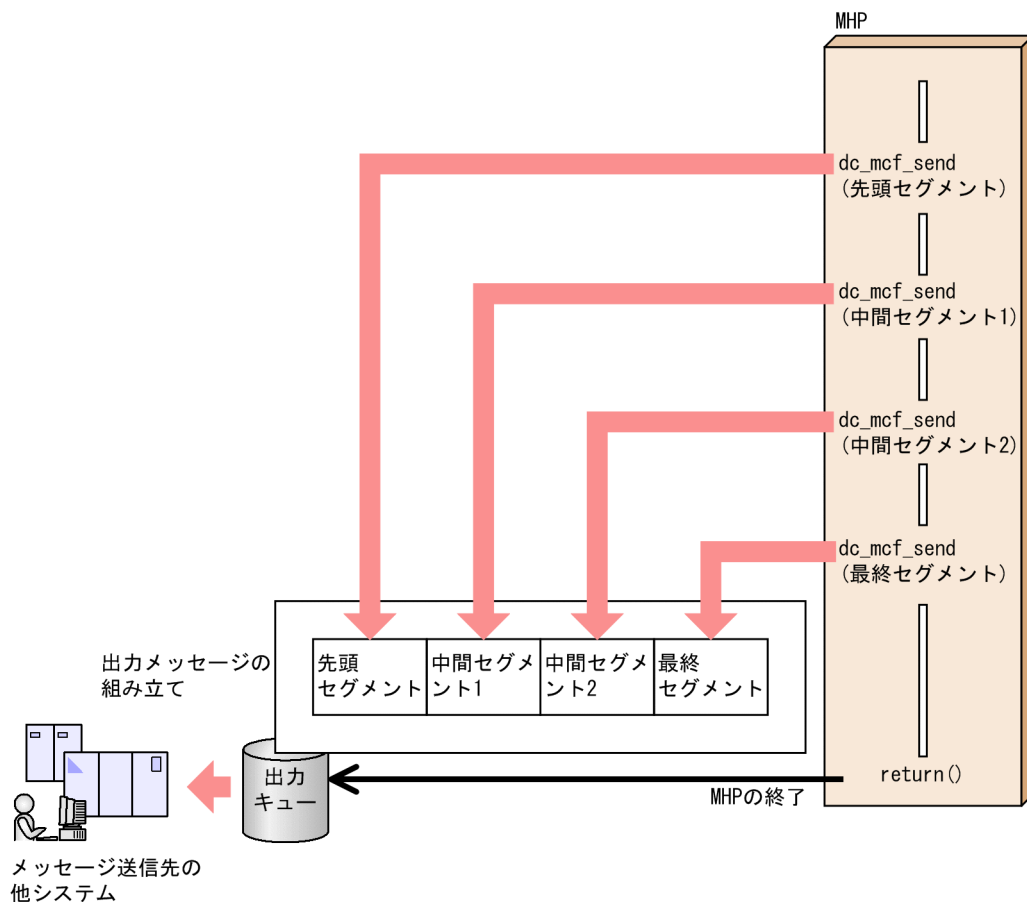 MHP
dc_mcf_send
(先頭セグメント)
dc_mcf_send
(中間セグメント1)
dc_mcf_send
(中間セグメント2)
dc_mcf_send
(最終セグメント)
出力メッセージの
組み立て
先頭
セグメント
中間セグメ
ント1
中間セグメ
ント2
最終
セグメント
return()
出力
キュー
MHPの終了
メッセージ送信先の
他システム